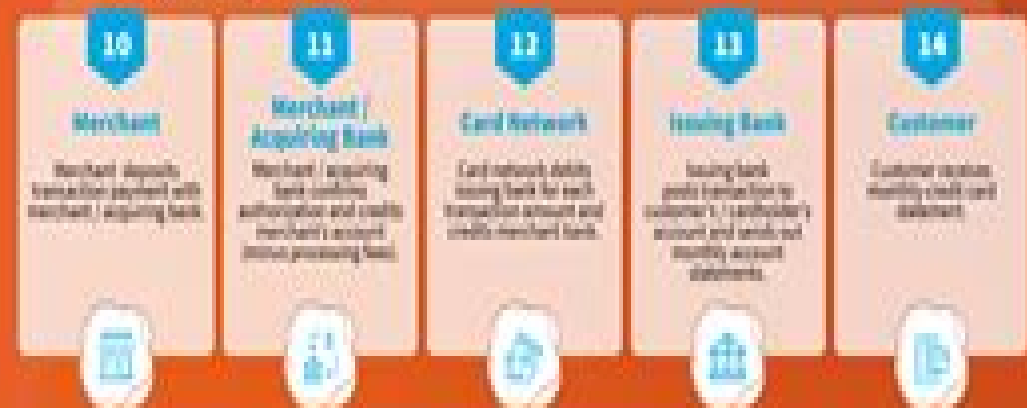 10
Merchant
Merchant deposits
transaction payment with
merchant / acquiring bank.
11
Merchant /
Acquiring Bank
Merchant / acquiring
bank confirms
authorization and credits
merchant's account
(minus processing fees).
12
Card Network
Card network debits
issuing bank for each
transaction amount and
credits merchant bank.
13
Issuing Bank
Issuing bank
posts transaction to
customer's / cardholder's
account and sends out
monthly account
statements.
14
Customer
Customer receives
monthly credit card
statement.